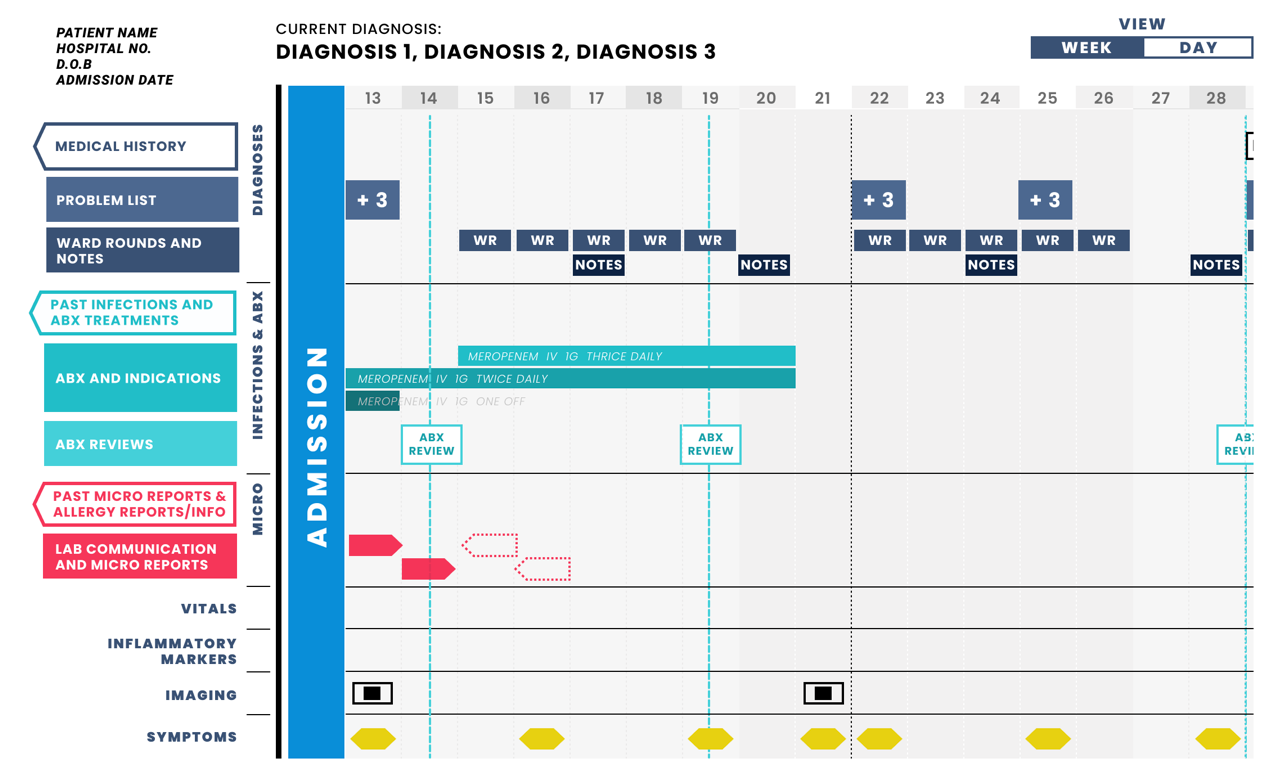 PATIENT NAME
HOSPITAL NO.
D.O.B
ADMISSION DATE
CURRENT DIAGNOSIS:
DIAGNOSIS 1, DIAGNOSIS 2, DIAGNOSIS 3
VIEW
WEEK DAY
13 14 15 16 17 18 19 20 21 22 23 24 25 26 27 28
DIAGNOSES
MEDICAL HISTORY
PROBLEM LIST
+ 3 + 3 + 3
WARD ROUNDS AND
NOTES
WR WR WR WR WR WR WR WR WR WR
NOTES NOTES NOTES NOTES
INFECTIONS & ABX
PAST INFECTIONS AND
ABX TREATMENTS
ABX AND INDICATIONS
MEROPENEM IV 1G THRICE DAILY
MEROPENEM IV 1G TWICE DAILY
MEROPENEM IV 1G ONE OFF
ADMISSION
ABX REVIEWS
ABX
REVIEW
ABX
REVIEW
MICRO
PAST MICRO REPORTS &
ALLERGY REPORTS/INFO
LAB COMMUNICATION
AND MICRO REPORTS
VITALS
INFLAMMATORY
MARKERS
IMAGING
SYMPTOMS